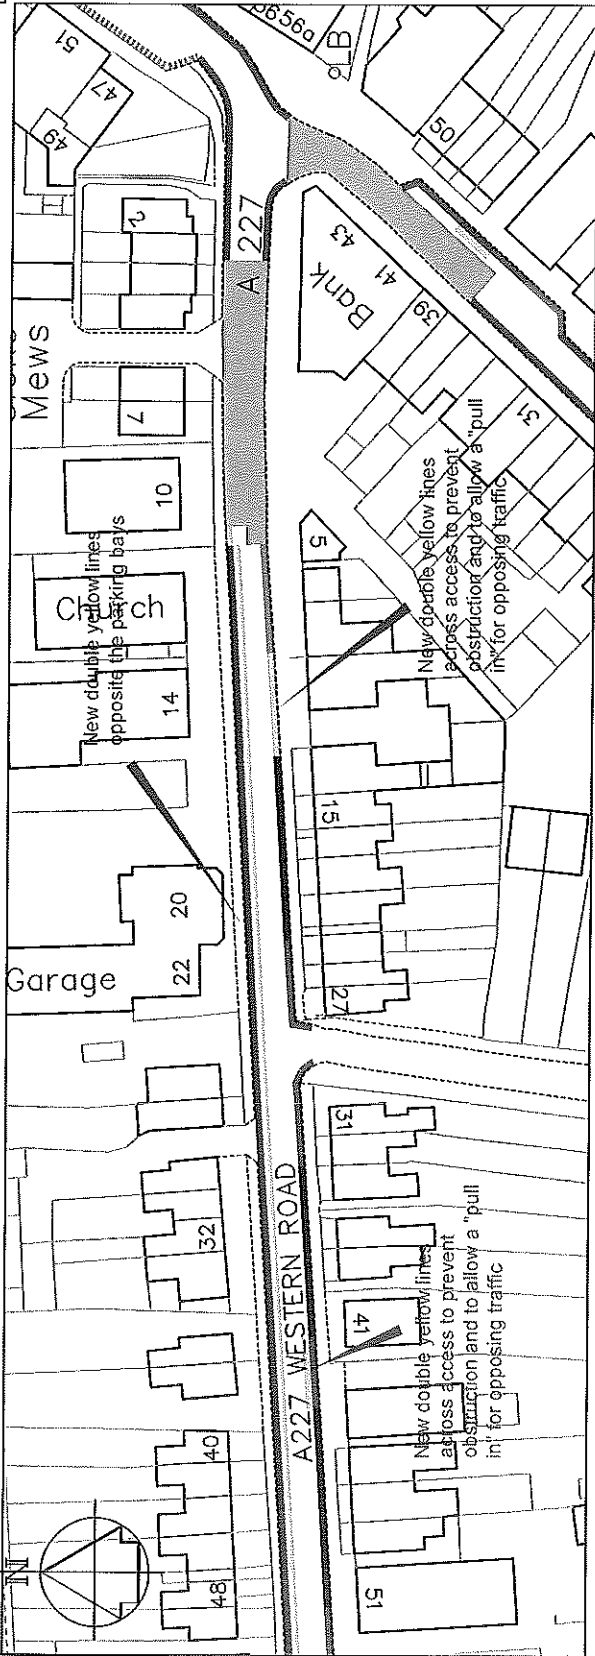 51
47
49
b656a
LB
50
2
A 227
43
41
Bank
39
31
Mews
7
10
5
New double yellow lines
opposite the parking bays
Church
14
New double yellow lines
across access to prevent
obstruction and to allow a "pull
in" for opposing traffic
15
20
22
Garage
27
31
32
A227 WESTERN ROAD
41
New double yellow lines
across access to prevent
obstruction and to allow a "pull
in" for opposing traffic
40
48
51
N